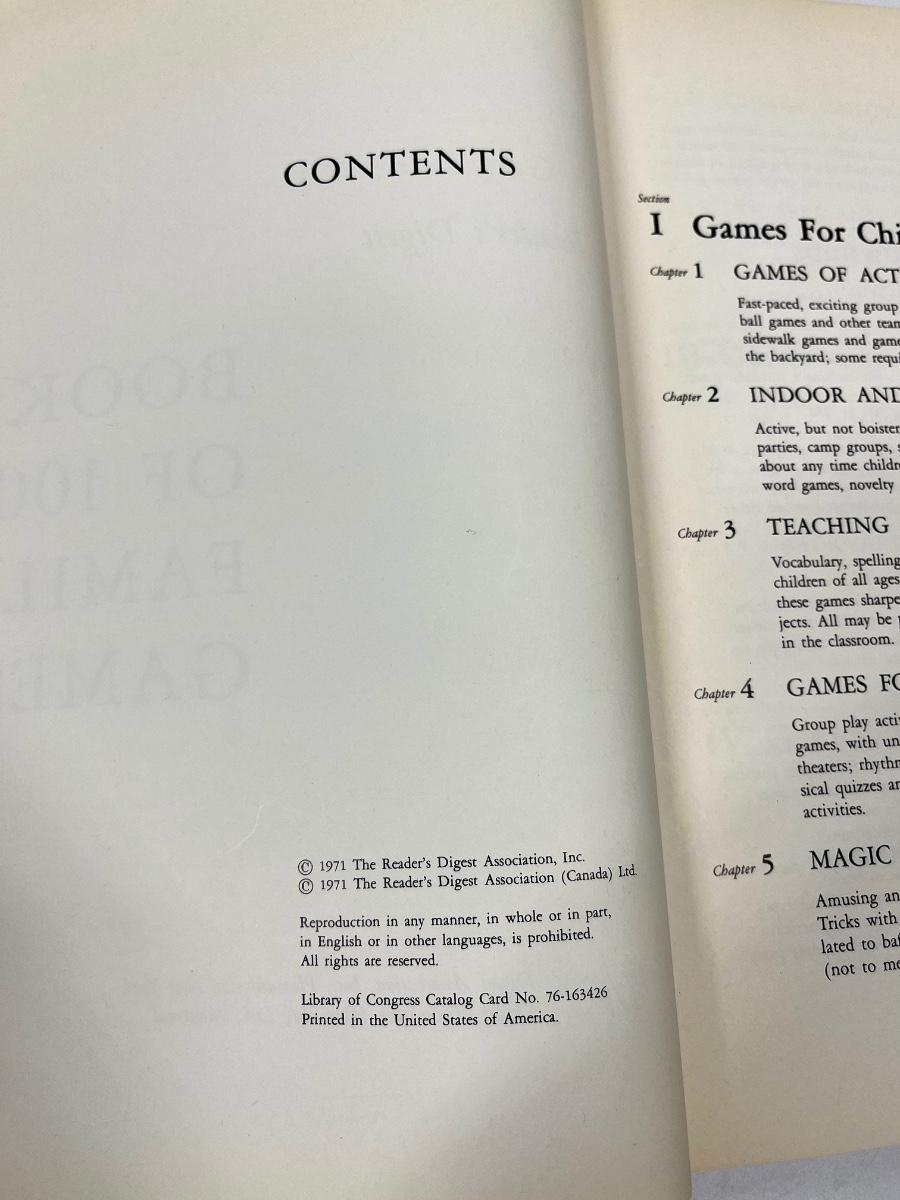 CONTENTS
© 1971 The Reader's Digest Association, Inc.
© 1971 The Reader's Digest Association (Canada) Ltd.
Reproduction in any manner, in whole or in part,
in English or in other languages, is prohibited.
All rights are reserved.
Library of Congress Catalog Card No. 76-163426
Printed in the United States of America.
Section
I Games For Chi
Chapter 1 GAMES OF ACT
Fast-paced, exciting group
ball games and other team
sidewalk games and game
the backyard; some requi
Chapter 2 INDOOR AND
Active, but not boister
parties, camp groups, s
about any time childre
word games, novelty
Chapter 3 TEACHING
Vocabulary, spelling
children of all ages
these games sharpe
jects. All may be
in the classroom.
Chapter 4 GAMES FO
Group play acti
games, with un
theaters; rhythm
sical quizzes an
activities.
Chapter 5 MAGIC
Amusing an
Tricks with
lated to baf
(not to me